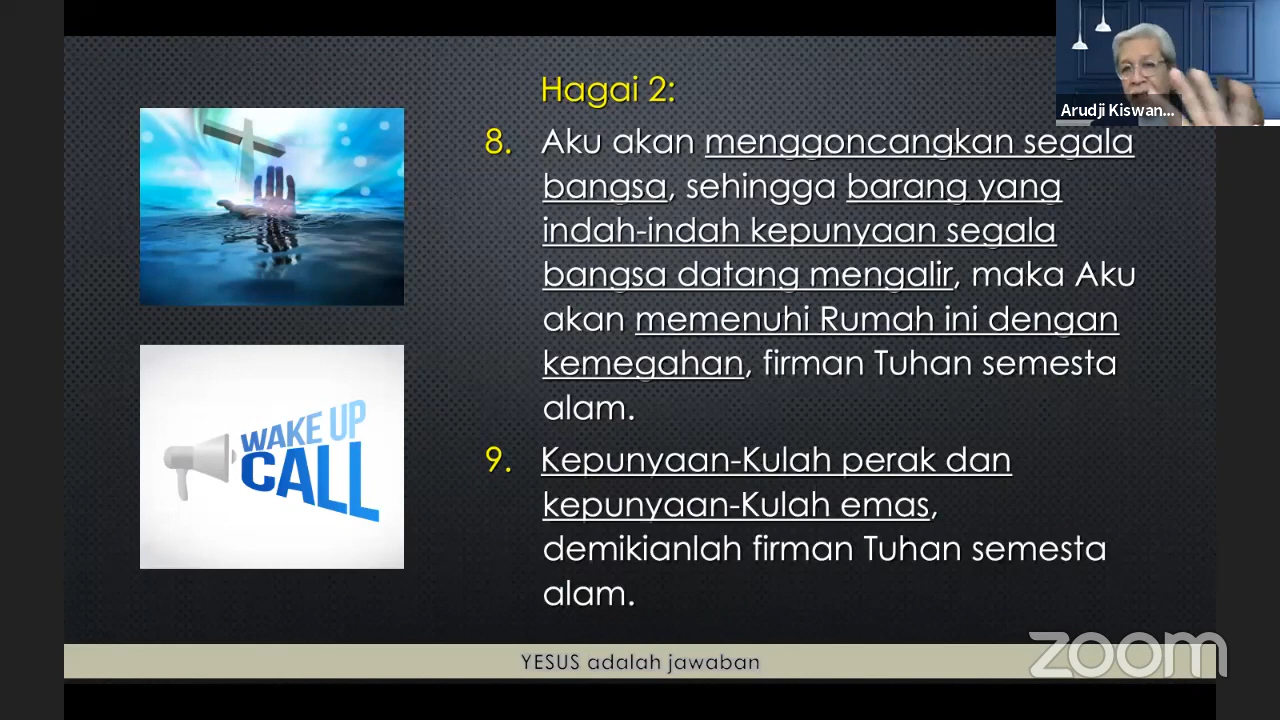 Arudji Kiswan...
Hagai 2:
8. Aku akan menggoncangkan segala
bangsa, sehingga barang yang
indah-indah kepunyaan segala
bangsa datang mengalir, maka Aku
akan memenuhi Rumah ini dengan
kemegahan, firman Tuhan semesta
alam.
9. Kepunyaan-Kulah perak dan
kepunyaan-Kulah emas,
demikianlah firman Tuhan semesta
alam.
WAKE UP
CALL
YESUS adalah jawaban
zoom